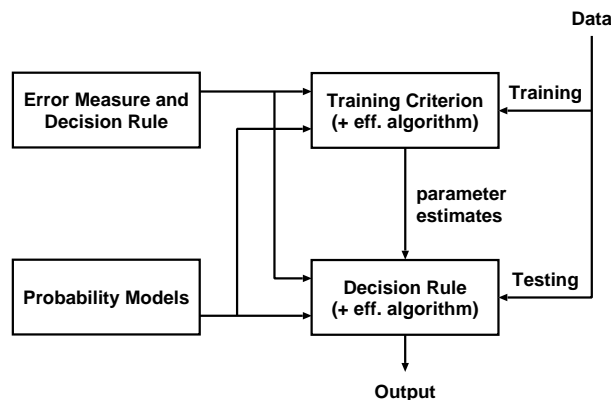 Data
Error Measure and
Decision Rule
Training Criterion
(+ eff. algorithm)
Training
parameter
estimates
Probability Models
Decision Rule
(+ eff. algorithm)
Testing
Output